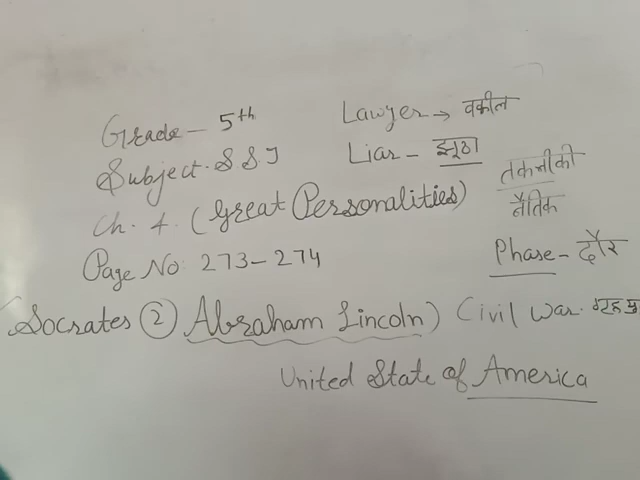 Grade - 5th
Lawyer → वकील
Subject. SST
Liar - झूठा
तकनीकी
Ch. 4. (Great Personalities)
नैतिक
Page No: 273-274
Phase - दौर
(Socrates ② Abraham Lincoln) Civil War.
United State of America